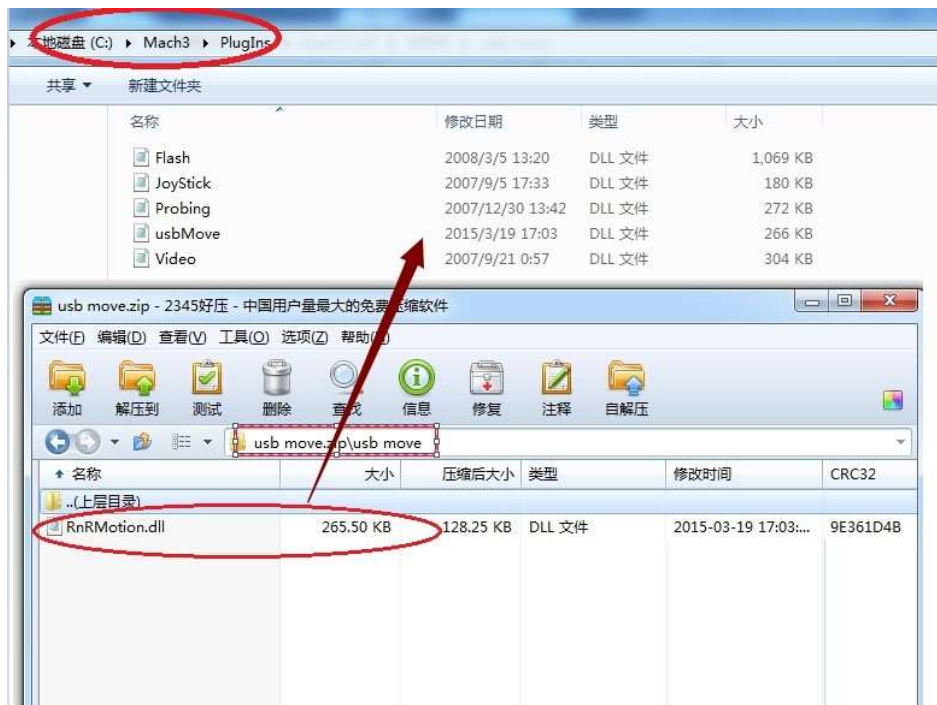 本地磁盘 (C:) ▸ Mach3 ▸ PlugIns
共享 新建文件夹
名称 修改日期 类型 大小
Flash 2008/3/5 13:20 DLL 文件 1,069 KB
JoyStick 2007/9/5 17:33 DLL 文件 180 KB
Probing 2007/12/30 13:42 DLL 文件 272 KB
usbMove 2015/3/19 17:03 DLL 文件 266 KB
Video 2007/9/21 0:57 DLL 文件 304 KB
usb move.zip - 2345好压 - 中国用户量最大的免费压缩软件
文件(F) 编辑(D) 查看(V) 工具(O) 选项(Z) 帮助
添加 解压到 测试 删除 查找 信息 修复 注释 自解压
usb move.zip\usb move
名称 大小 压缩后大小 类型 修改时间 CRC32
..(上层目录)
RnRMotion.dll 265.50 KB 128.25 KB DLL 文件 2015-03-19 17:03:... 9E361D4B